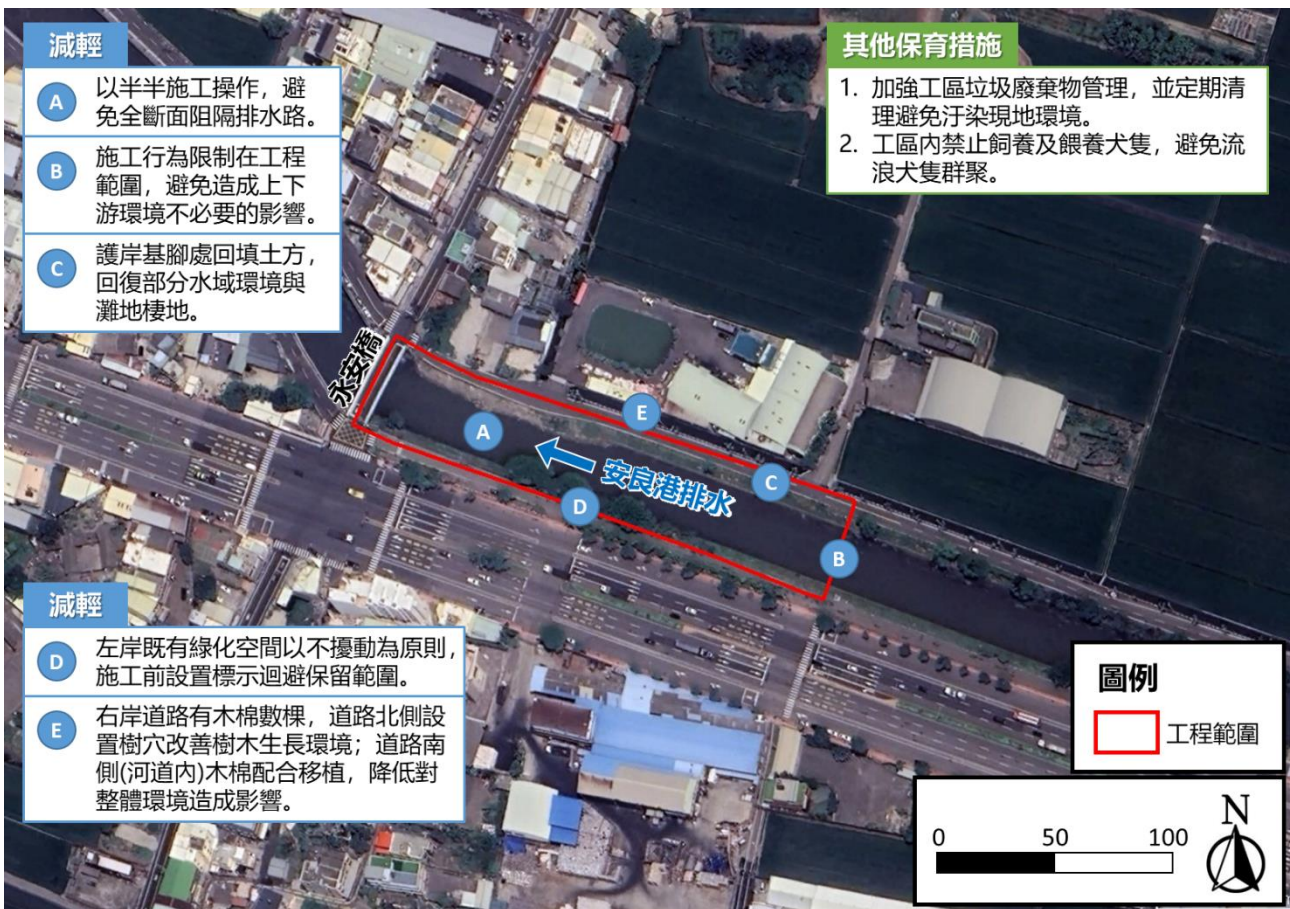 減輕
A
以半半施工操作，避
免全斷面阻隔排水路。
B
施工行為限制在工程
範圍，避免造成上下
游環境不必要的影響。
C
護岸基腳處回填土方，
回復部分水域環境與
灘地棲地。
其他保育措施
1. 加強工區垃圾廢棄物管理，並定期清
理避免汙染現地環境。
2. 工區內禁止飼養及餵養犬隻，避免流
浪犬隻群聚。
永安橋
E
A
安良港排水
C
D
B
減輕
D
左岸既有綠化空間以不擾動為原則，
施工前設置標示迴避保留範圍。
E
右岸道路有木棉數棵，道路北側設
置樹穴改善樹木生長環境；道路南
側(河道內)木棉配合移植，降低對
整體環境造成影響。
圖例
工程範圍
0 50 100
N